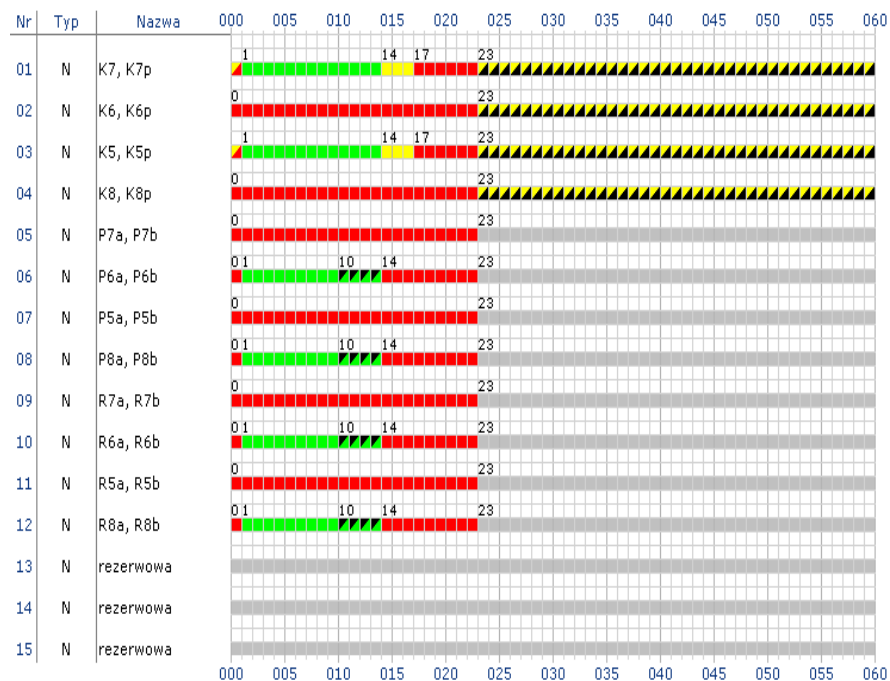 Nr Typ Nazwa 000 005 010 015 020 025 030 035 040 045 050 055 060
1 14 17 23
01 N K7, K7p
0 23
02 N K6, K6p
1 14 17 23
03 N K5, K5p
0 23
04 N K8, K8p
0 23
05 N P7a, P7b
0 1 10 14 23
06 N P6a, P6b
0 23
07 N P5a, P5b
0 1 10 14 23
08 N P8a, P8b
0 23
09 N R7a, R7b
0 1 10 14 23
10 N R6a, R6b
0 23
11 N R5a, R5b
0 1 10 14 23
12 N R8a, R8b
13 N rezerwowa
14 N rezerwowa
15 N rezerwowa
000 005 010 015 020 025 030 035 040 045 050 055 060